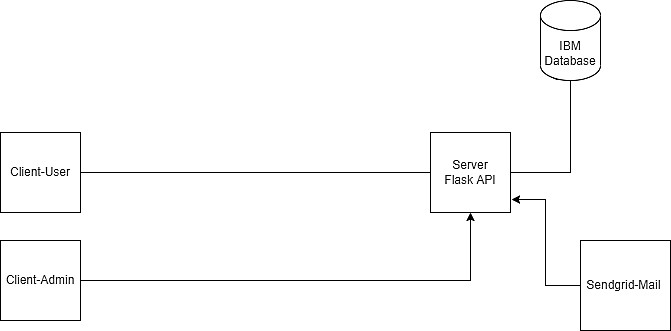 IBM
Database
Client-User
Server
Flask API
Client-Admin
Sendgrid-Mail